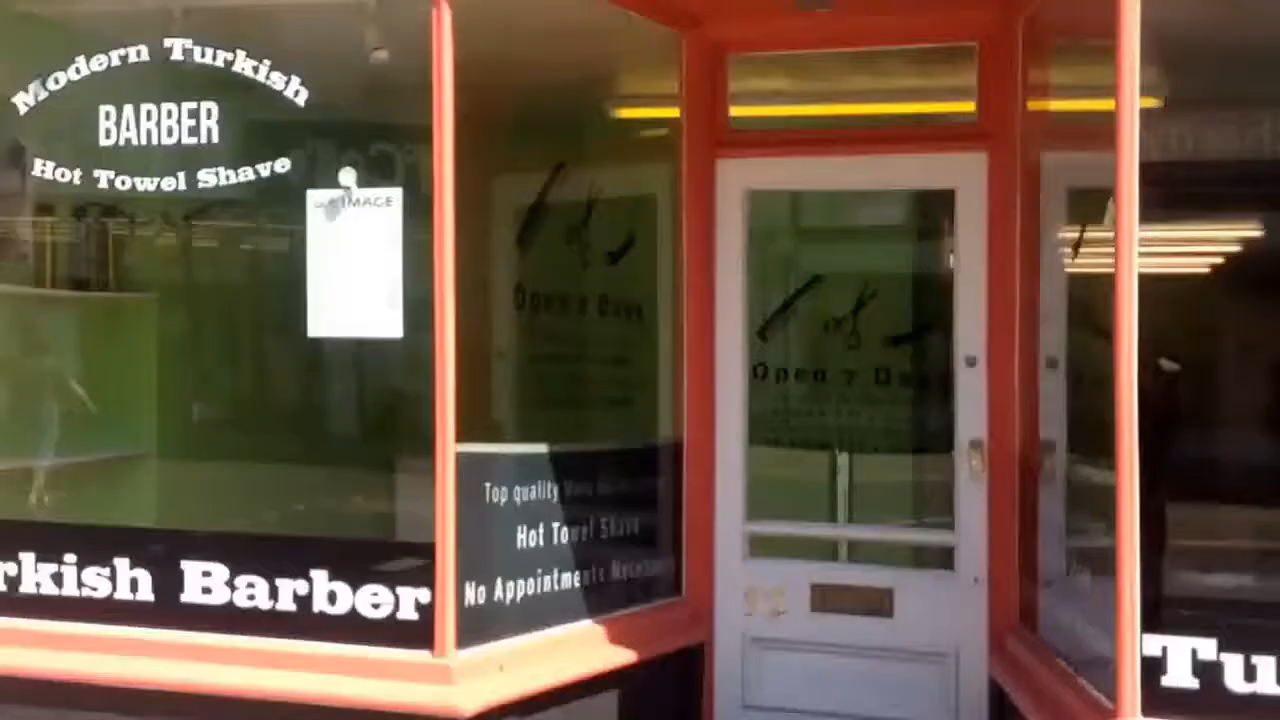 Modern Turkish
BARBER
Hot Towel Shave
IMAGE
Open 7 Days
Open 7
Top quality
Hot Towel Shave
No Appointments Necessary
rkish Barber
Tu